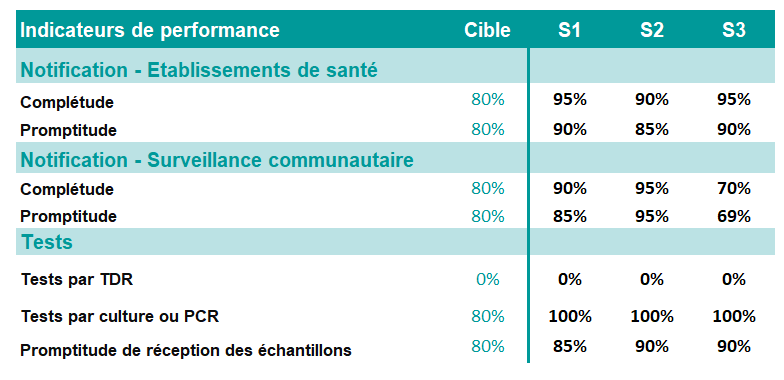 Indicateurs de performance Cible S1 S2 S3
Notification - Etablissements de santé
Complétude 80% 95% 90% 95%
Promptitude 80% 90% 85% 90%
Notification - Surveillance communautaire
Complétude 80% 90% 95% 70%
Promptitude 80% 85% 95% 69%
Tests
Tests par TDR 0% 0% 0% 0%
Tests par culture ou PCR 80% 100% 100% 100%
Promptitude de réception des échantillons 80% 85% 90% 90%